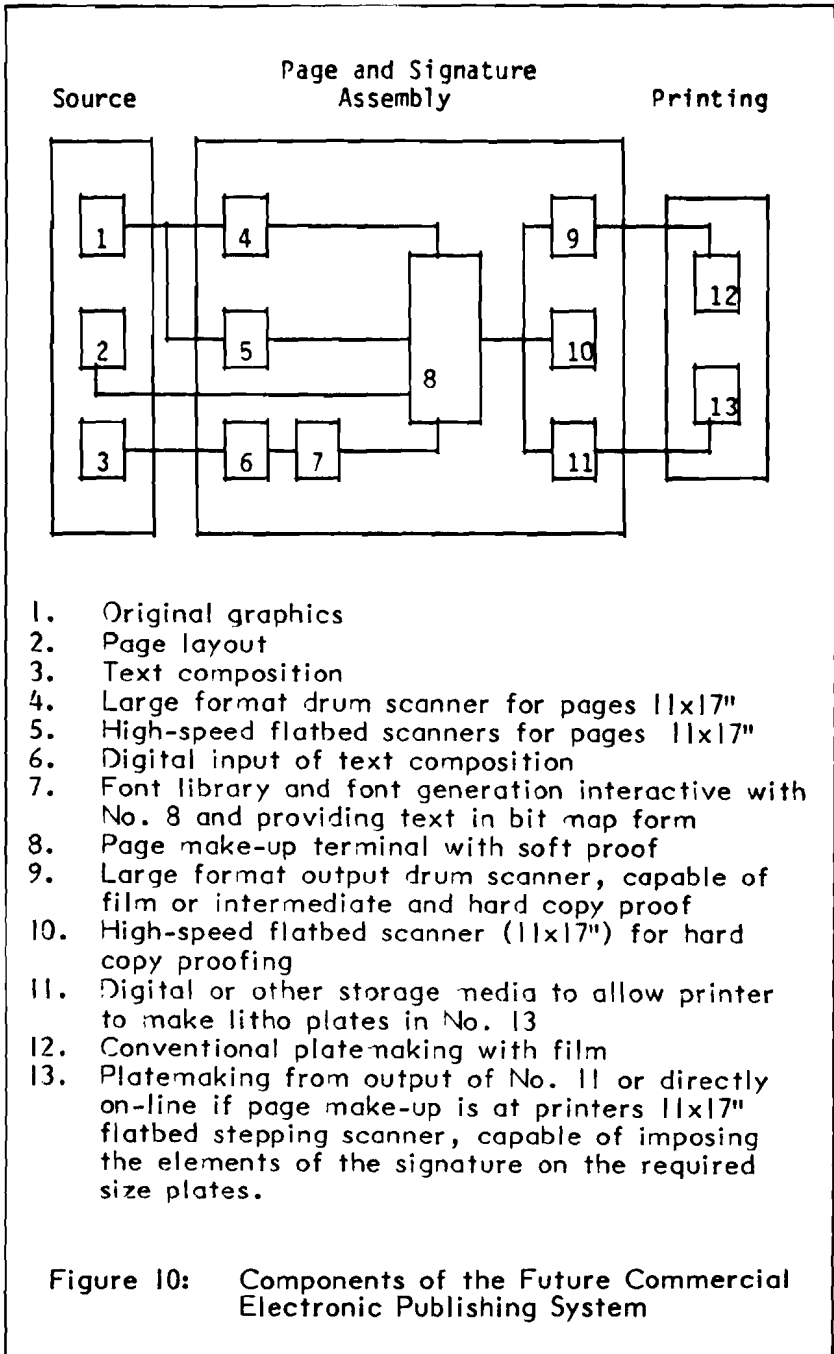 Page and Signature
Source Assembly Printing
1 4 9
12
2 5 8 10
13
3 6 7 11
1. Original graphics
2. Page layout
3. Text composition
4. Large format drum scanner for pages 11x17"
5. High-speed flatbed scanners for pages 11x17"
6. Digital input of text composition
7. Font library and font generation interactive with
No. 8 and providing text in bit map form
8. Page make-up terminal with soft proof
9. Large format output drum scanner, capable of
film or intermediate and hard copy proof
10. High-speed flatbed scanner (11x17") for hard
copy proofing
11. Digital or other storage media to allow printer
to make litho plates in No. 13
12. Conventional platemaking with film
13. Platemaking from output of No. 11 or directly
on-line if page make-up is at printers 11x17"
flatbed stepping scanner, capable of imposing
the elements of the signature on the required
size plates.
Figure 10: Components of the Future Commercial
Electronic Publishing System